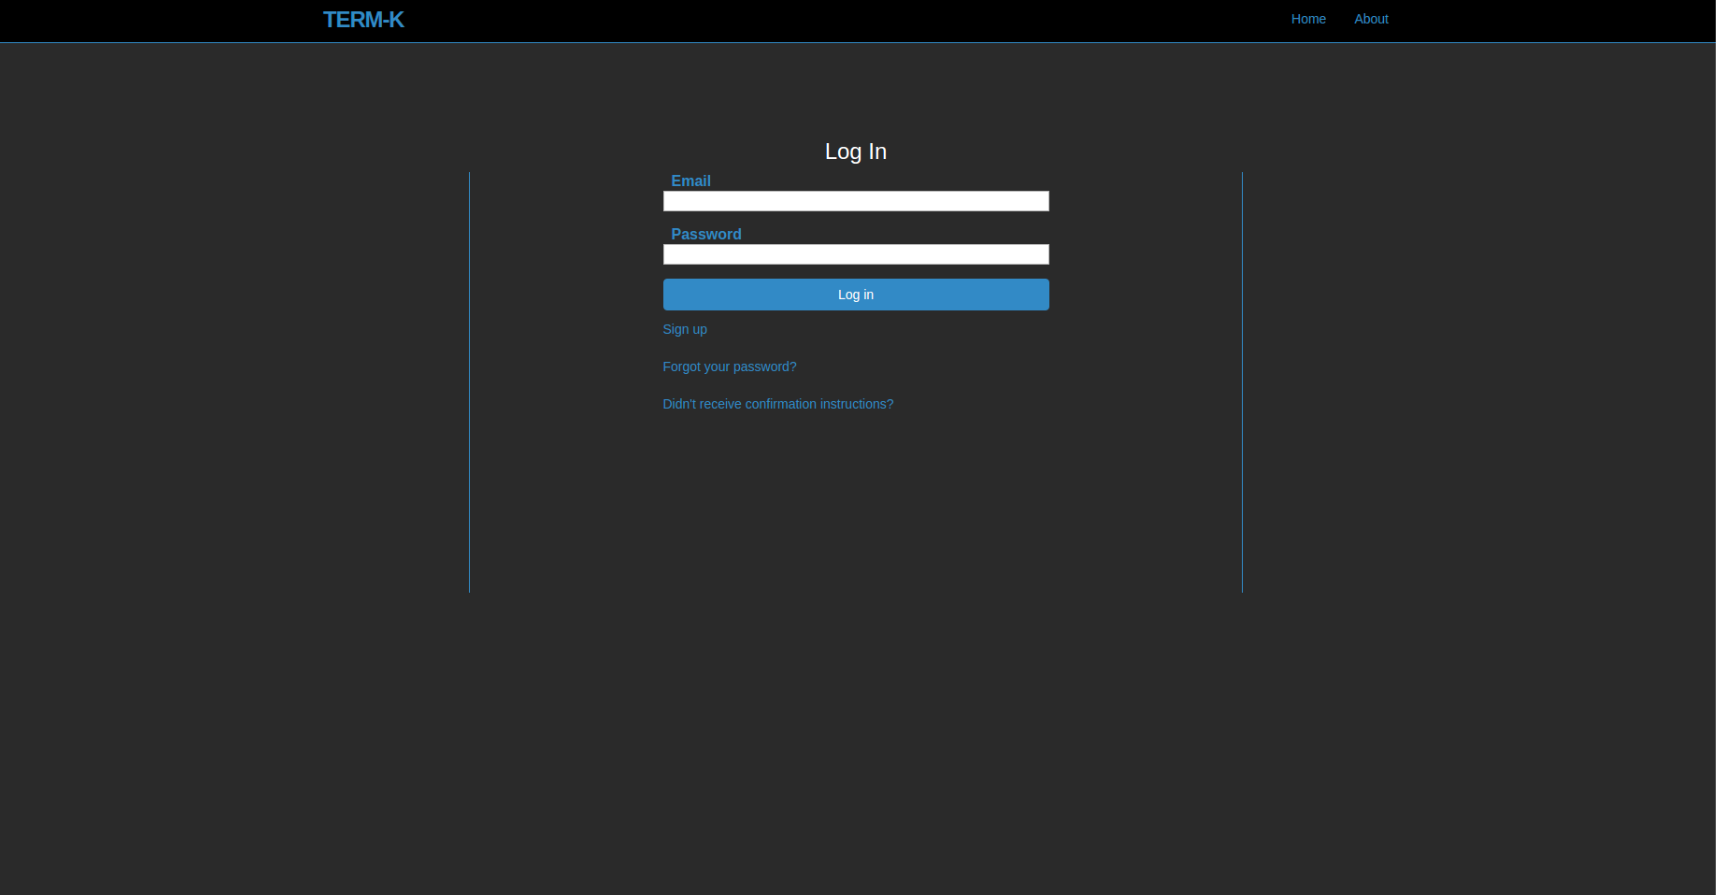 TERM-K
Home About
Log In
Email
Password
Log in
Sign up
Forgot your password?
Didn't receive confirmation instructions?